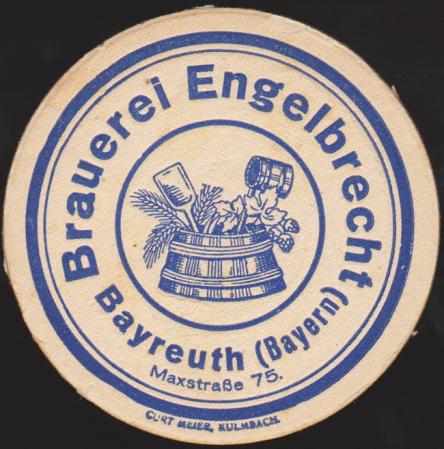 Brauerei Engelbrecht
Bayreuth (Bayern)
Maxstraße 75.
CURT MEIER, KULMBACH.